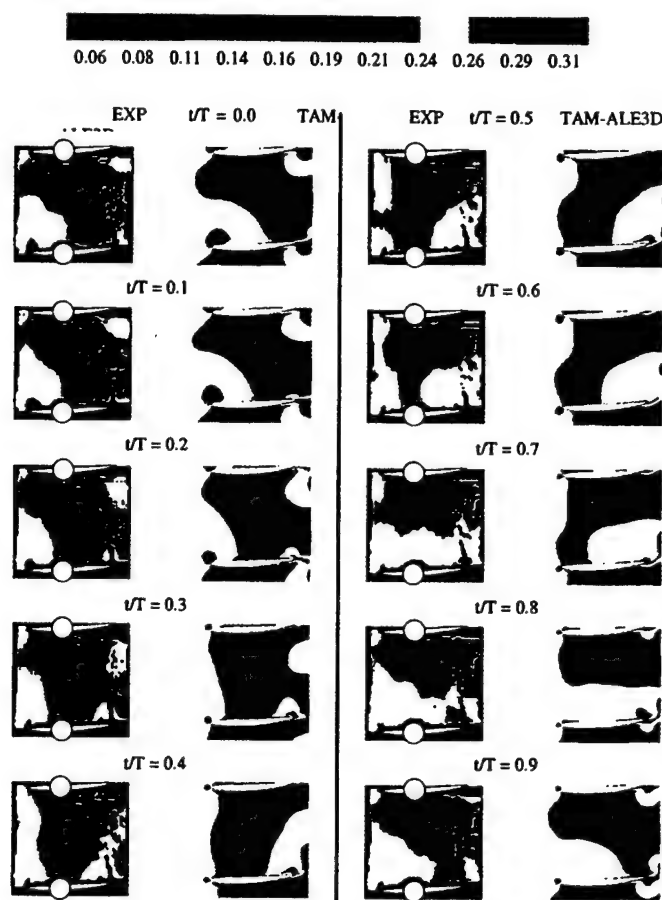 0.06 0.08 0.11 0.14 0.16 0.19 0.21 0.24 0.26 0.29 0.31
EXP t/T = 0.0 TAM-
ALE3D
t/T = 0.1
t/T = 0.2
t/T = 0.3
t/T = 0.4
EXP t/T = 0.5 TAM-ALE3D
t/T = 0.6
t/T = 0.7
t/T = 0.8
t/T = 0.9